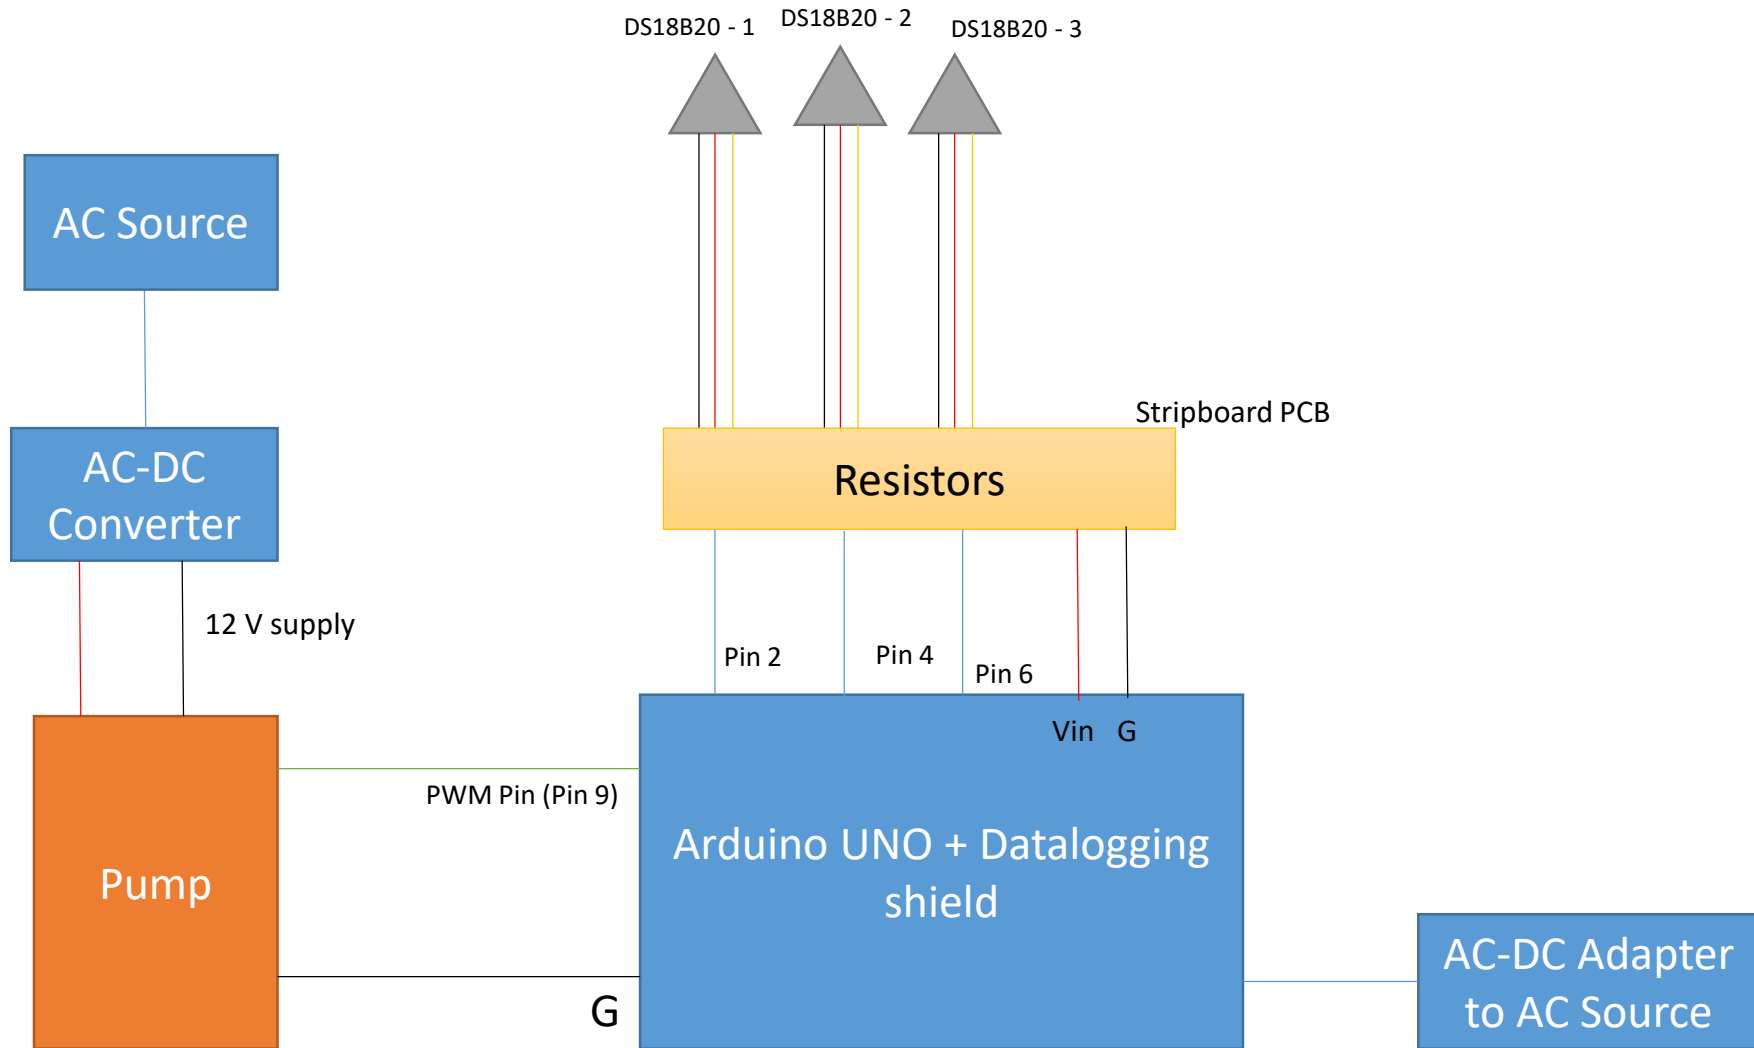 DS18B20 - 1
DS18B20 - 2
DS18B20 - 3
AC Source
Stripboard PCB
AC-DC
Converter
Resistors
12 V supply
Pin 2
Pin 4
Pin 6
Vin
G
PWM Pin (Pin 9)
Pump
Arduino UNO + Datalogging
shield
G
AC-DC Adapter
to AC Source